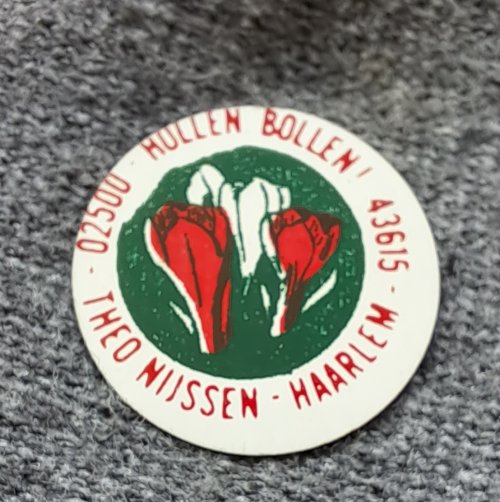 HOLLEN BOLLEN!
02500 43615
THEO NIJSSEN - HAARLEM